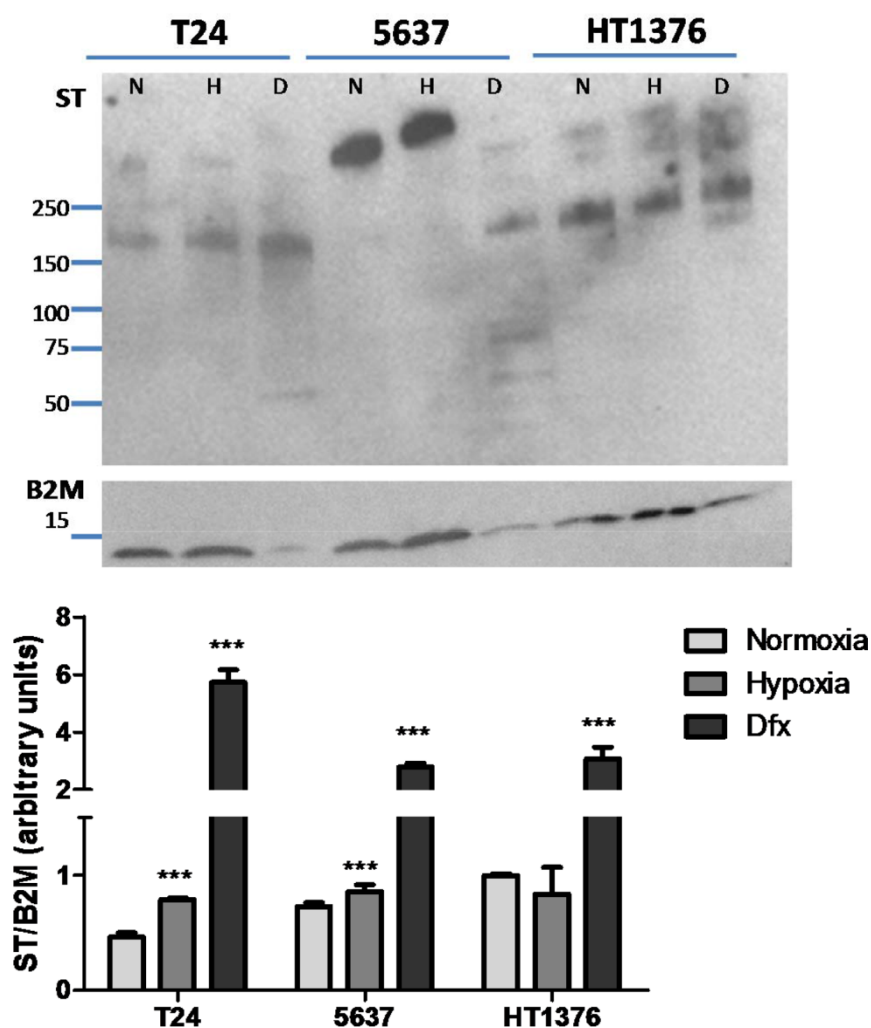 T24 5637 HT1376
ST N H D N H D N H D
250
150
100
75
50
B2M
15
ST/B2M (arbitrary units)
8
6
4
2
1
0
*** *** *** *** ***
T24 5637 HT1376
Normoxia
Hypoxia
Dfx